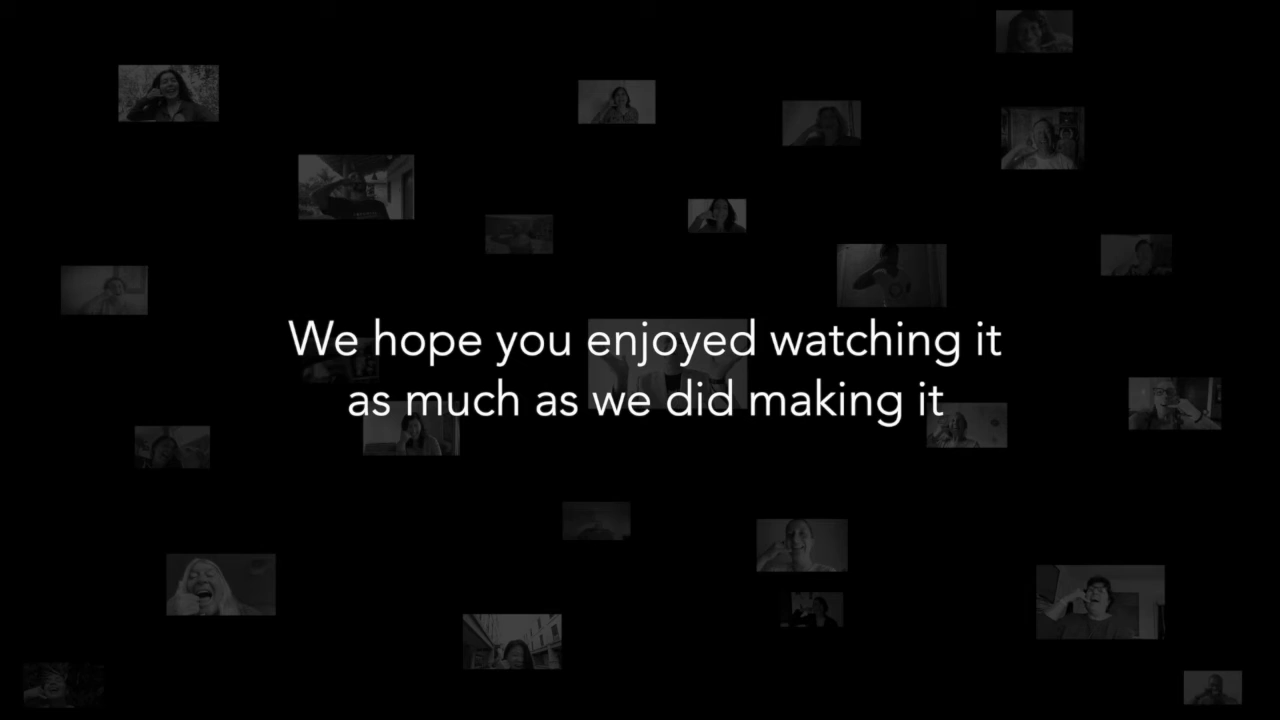 We hope you enjoyed watching it
as much as we did making it